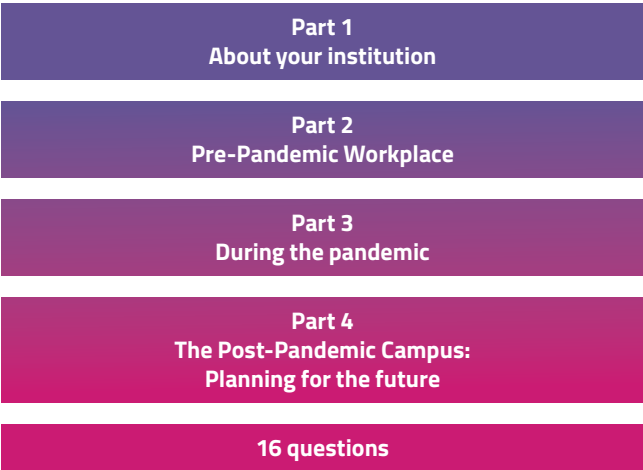 Part 1
About your institution
Part 2
Pre-Pandemic Workplace
Part 3
During the pandemic
Part 4
The Post-Pandemic Campus:
Planning for the future
16 questions